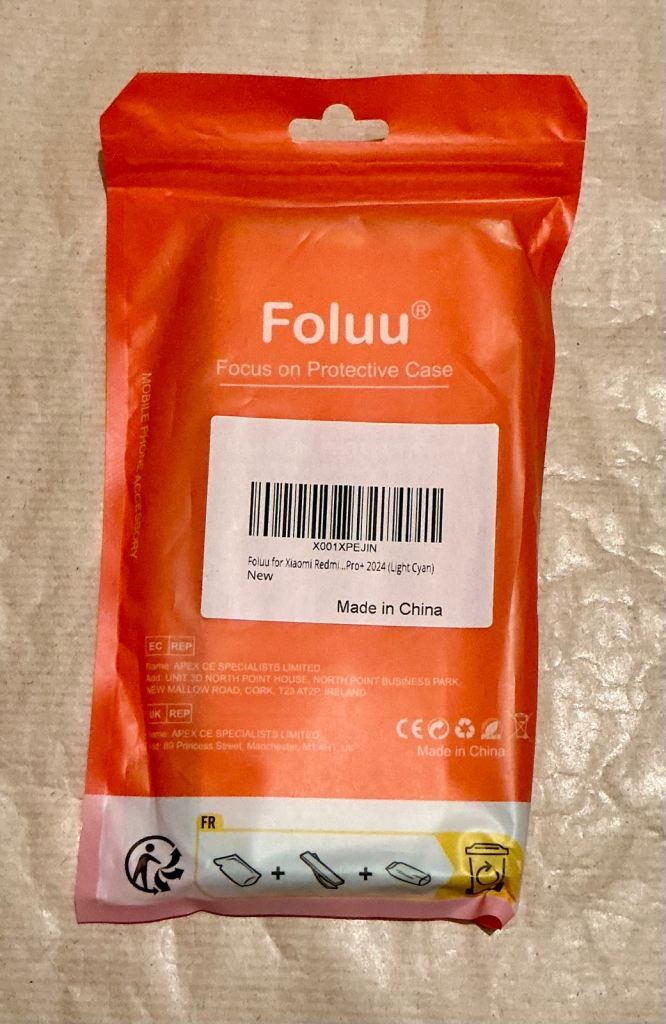 Foluu®
Focus on Protective Case
MOBILE PHONE ACCESSORY
X001XPEJIN
Foluu for Xiaomi Redmi...Pro+ 2024 (Light Cyan)
New
Made in China
EC REP
Name: APEX CE SPECIALISTS LIMITED
Add: UNIT 3D NORTH POINT HOUSE, NORTH POINT BUSINESS PARK,
NEW MALLOW ROAD, CORK, T23 AT2P, IRELAND
UK REP
Name: APEX CE SPECIALISTS LIMITED
89 Princess Street, Manchester, M1 4HT, UK
CE
Made in China
FR